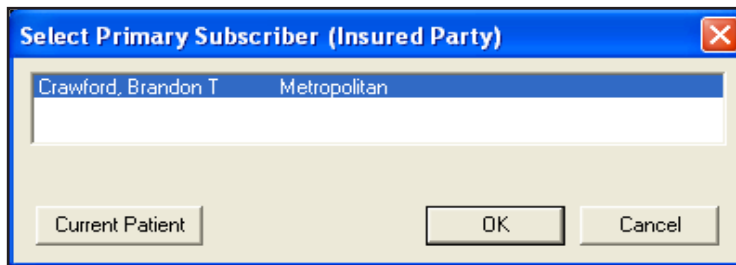 Select Primary Subscriber (Insured Party)
Crawford, Brandon T Metropolitan
Current Patient OK Cancel